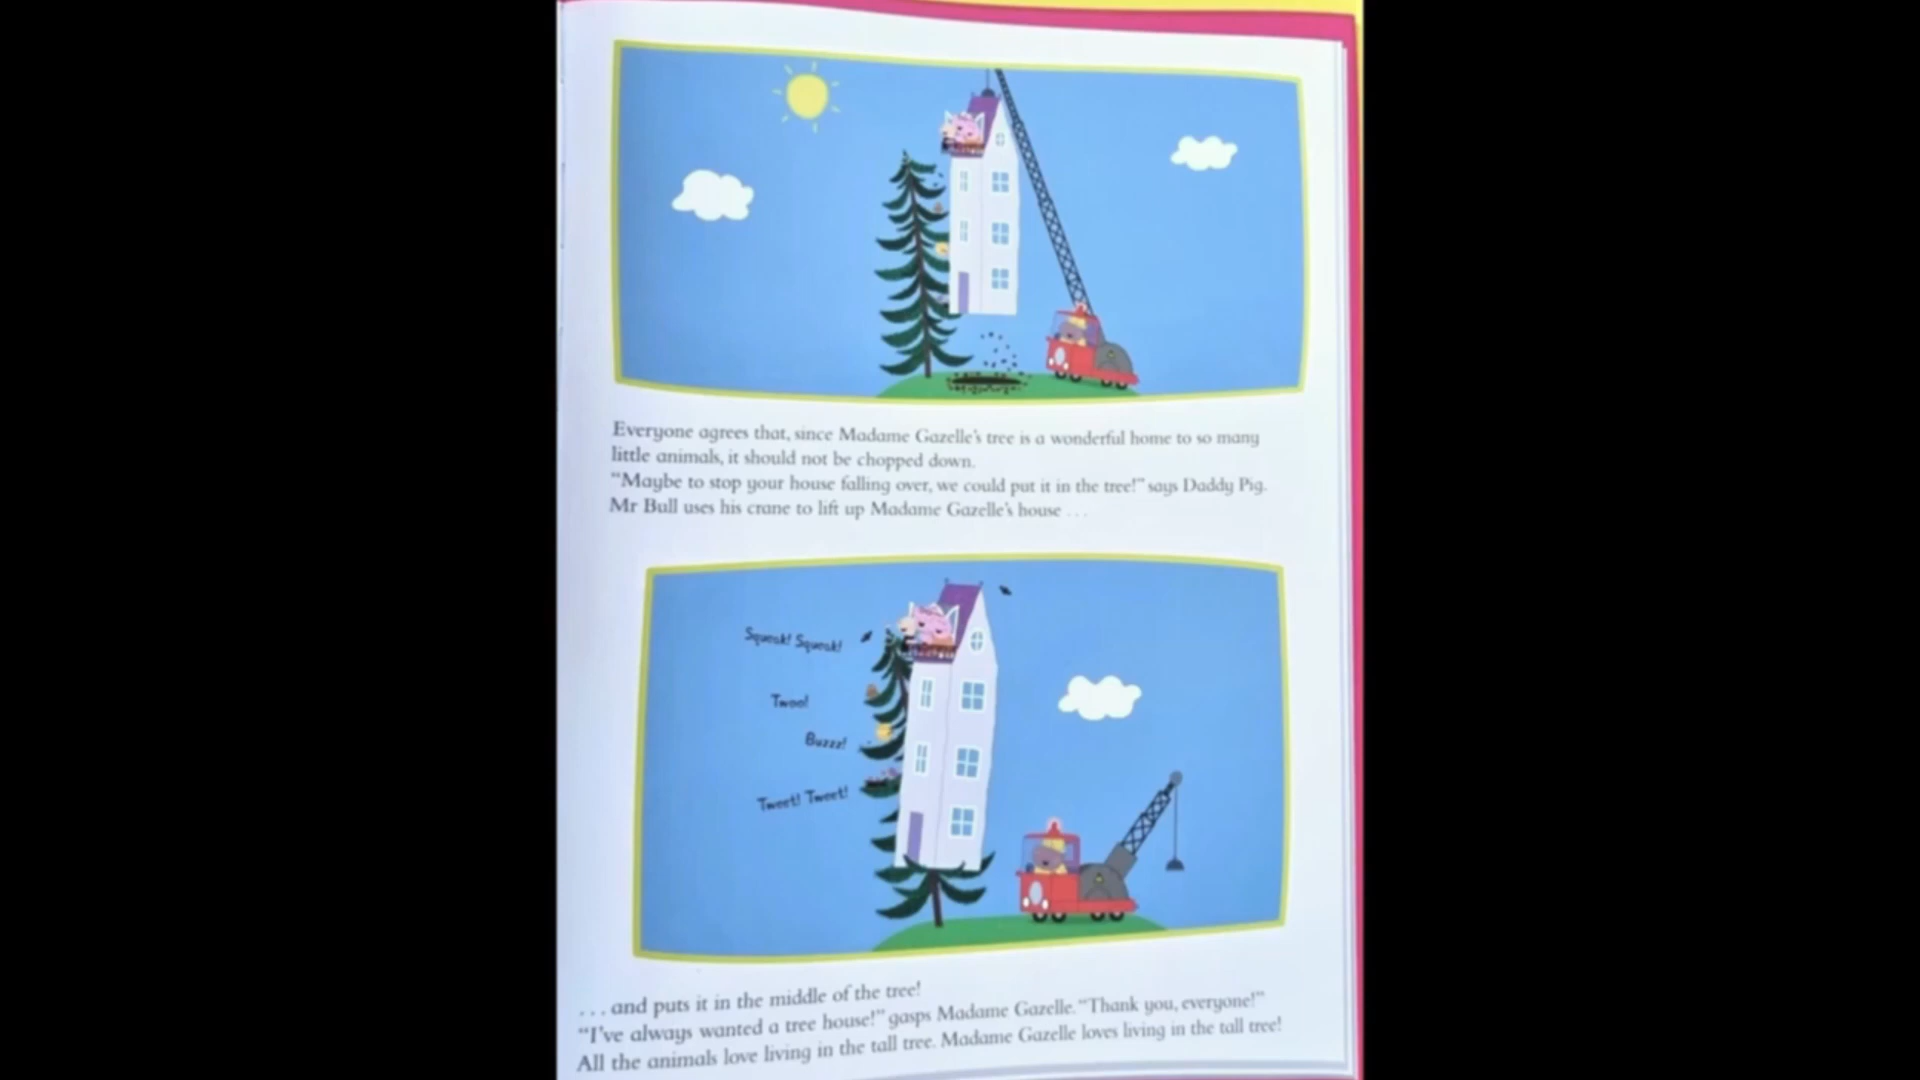 Everyone agrees that, since Madame Gazelle's tree is a wonderful home to so many
little animals, it should not be chopped down.
“Maybe to stop your house falling over, we could put it in the tree!” says Daddy Pig.
Mr Bull uses his crane to lift up Madame Gazelle's house . . .
Squeak! Squeak!
Twoo!
Buzzz!
Tweet! Tweet!
. . . and puts it in the middle of the tree!
“I've always wanted a tree house!” gasps Madame Gazelle. “Thank you, everyone!”
All the animals love living in the tall tree. Madame Gazelle loves living in the tall tree!